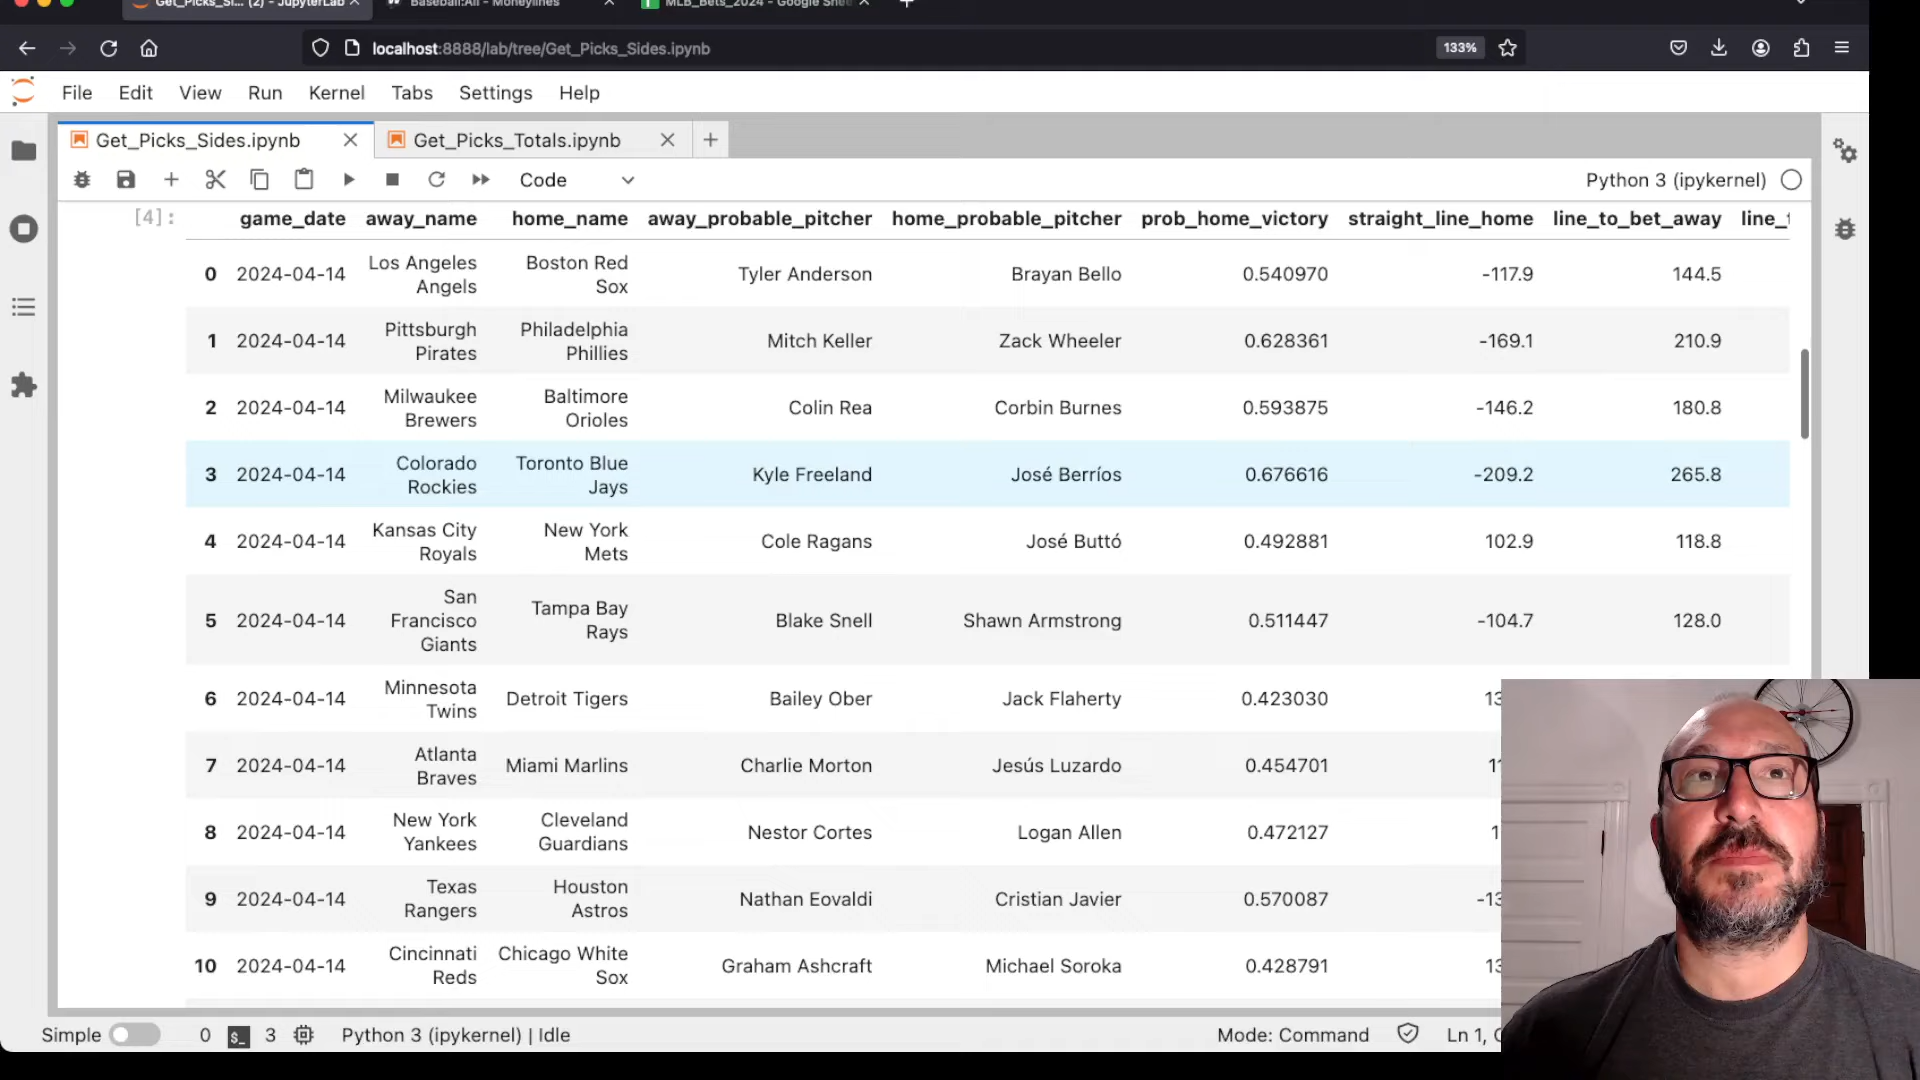 Get_Picks_Si... (2) - JupyterLab
Baseball:All - Moneylines
MLB_Bets_2024 - Google Shee
localhost:8888/lab/tree/Get_Picks_Sides.ipynb
133%
File Edit View Run Kernel Tabs Settings Help
Get_Picks_Sides.ipynb
Get_Picks_Totals.ipynb
Code
Python 3 (ipykernel)
[4]:
game_date away_name home_name away_probable_pitcher home_probable_pitcher prob_home_victory straight_line_home line_to_bet_away
0 2024-04-14 Los Angeles Angels Boston Red Sox Tyler Anderson Brayan Bello 0.540970 -117.9 144.5
1 2024-04-14 Pittsburgh Pirates Philadelphia Phillies Mitch Keller Zack Wheeler 0.628361 -169.1 210.9
2 2024-04-14 Milwaukee Brewers Baltimore Orioles Colin Rea Corbin Burnes 0.593875 -146.2 180.8
3 2024-04-14 Colorado Rockies Toronto Blue Jays Kyle Freeland José Berríos 0.676616 -209.2 265.8
4 2024-04-14 Kansas City Royals New York Mets Cole Ragans José Buttó 0.492881 102.9 118.8
5 2024-04-14 San Francisco Giants Tampa Bay Rays Blake Snell Shawn Armstrong 0.511447 -104.7 128.0
6 2024-04-14 Minnesota Twins Detroit Tigers Bailey Ober Jack Flaherty 0.423030
7 2024-04-14 Atlanta Braves Miami Marlins Charlie Morton Jesús Luzardo 0.454701
8 2024-04-14 New York Yankees Cleveland Guardians Nestor Cortes Logan Allen 0.472127
9 2024-04-14 Texas Rangers Houston Astros Nathan Eovaldi Cristian Javier 0.570087
10 2024-04-14 Cincinnati Reds Chicago White Sox Graham Ashcraft Michael Soroka 0.428791
Simple 0 $_ 3 Python 3 (ipykernel) | Idle
Mode: Command
Ln 1,